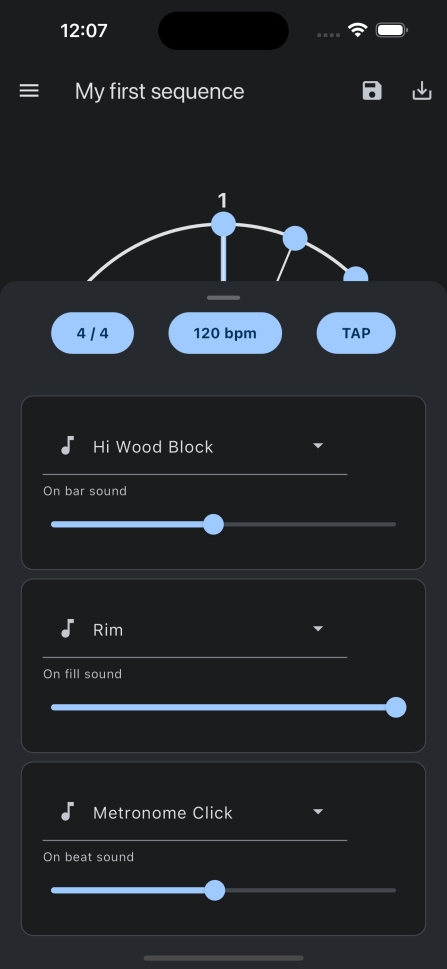 12:07
My first sequence
1
4 / 4
120 bpm
TAP
Hi Wood Block
On bar sound
Rim
On fill sound
Metronome Click
On beat sound